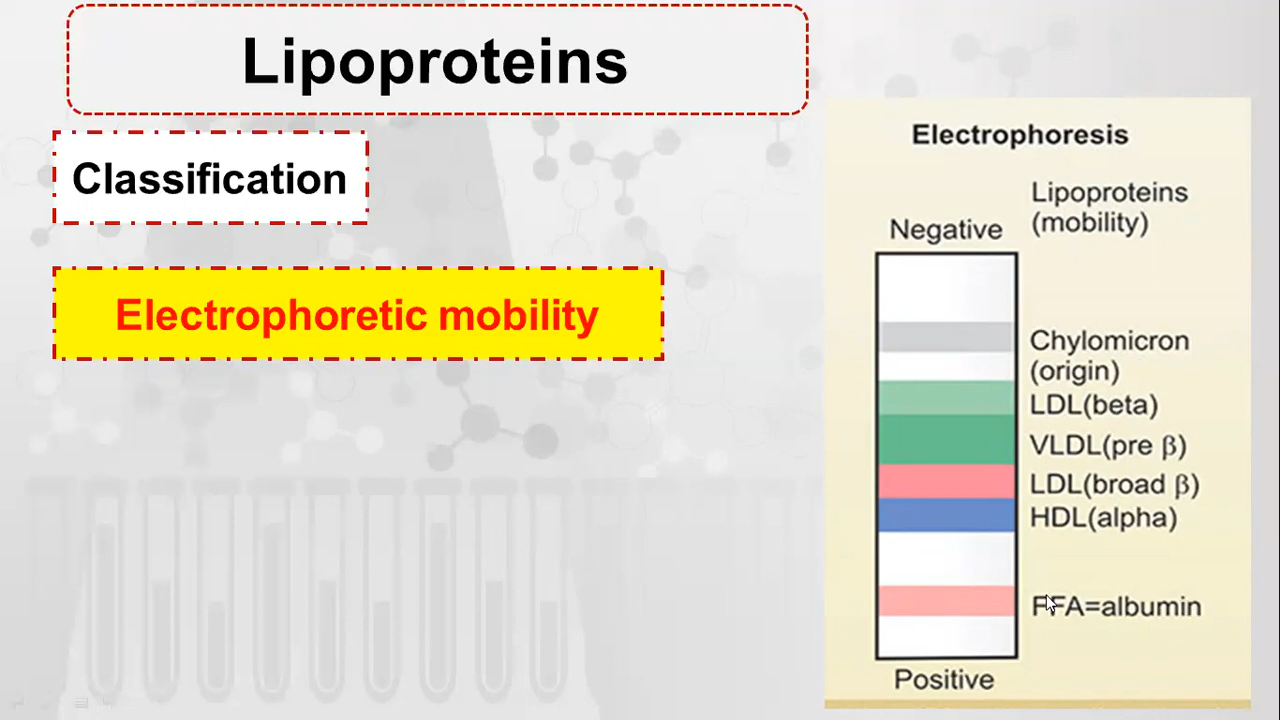 Lipoproteins
Classification
Electrophoretic mobility
Electrophoresis
Lipoproteins
(mobility)
Negative
Chylomicron
(origin)
LDL(beta)
VLDL(pre β)
LDL(broad β)
HDL(alpha)
FFA=albumin
Positive